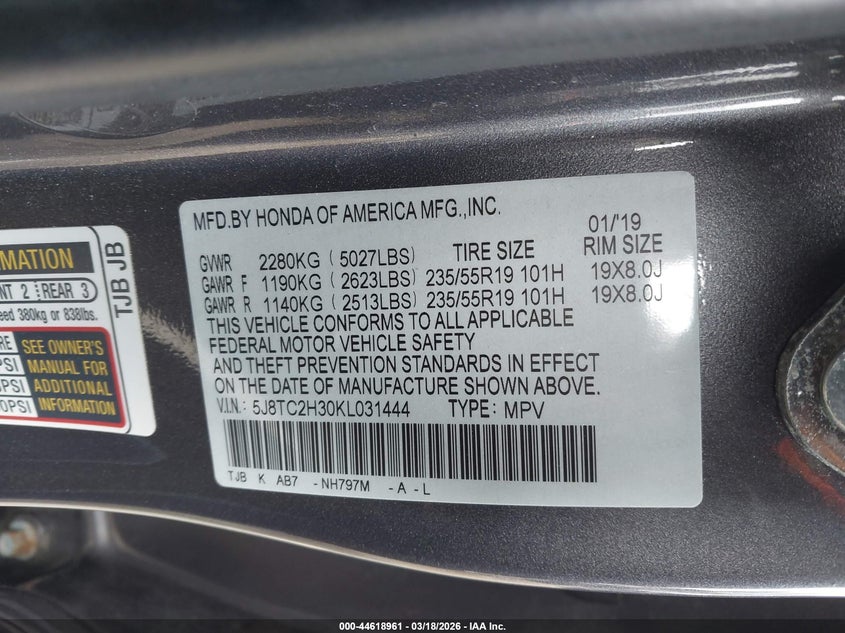 MFD.BY HONDA OF AMERICA MFG.,INC.
01/'19
GVWR 2280KG (5027LBS) TIRE SIZE RIM SIZE
GAWR F 1190KG (2623LBS) 235/55R19 101H 19X8.0J
GAWR R 1140KG (2513LBS) 235/55R19 101H 19X8.0J
THIS VEHICLE CONFORMS TO ALL APPLICABLE
FEDERAL MOTOR VEHICLE SAFETY
AND THEFT PREVENTION STANDARDS IN EFFECT
ON THE DATE OF MANUFACTURE SHOWN ABOVE.
V.I.N.: 5J8TC2H30KL031444 TYPE: MPV
TJB K AB7 -NH797M -A-L
REAR 3
380kg or 838lbs.
SEE OWNER'S
MANUAL FOR
ADDITIONAL
INFORMATION
TJB JB
000-44618961 - 03/18/2026 - IAA Inc.